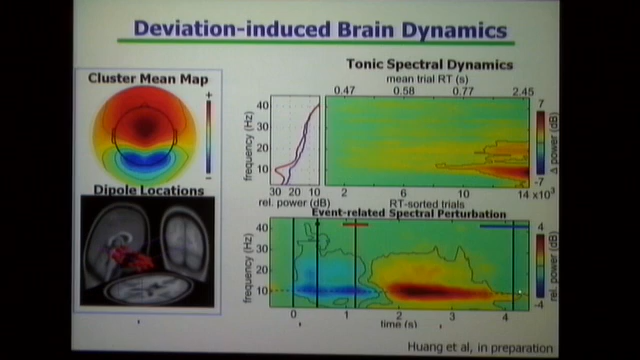 Deviation-induced Brain Dynamics
Cluster Mean Map
+
-
Dipole Locations
Tonic Spectral Dynamics
mean trial RT (s)
0.47 0.58 0.77 2.45
frequency (Hz)
40
30
20
10
30 20 10
rel. power (dB)
2 6 10 14 x10³
RT-sorted trials
7
-7
Δ power (dB)
Event-related Spectral Perturbation
frequency (Hz)
40
30
20
10
0 1 2 3 4
time (s)
4
-4
rel. power (dB)
Huang et al, in preparation